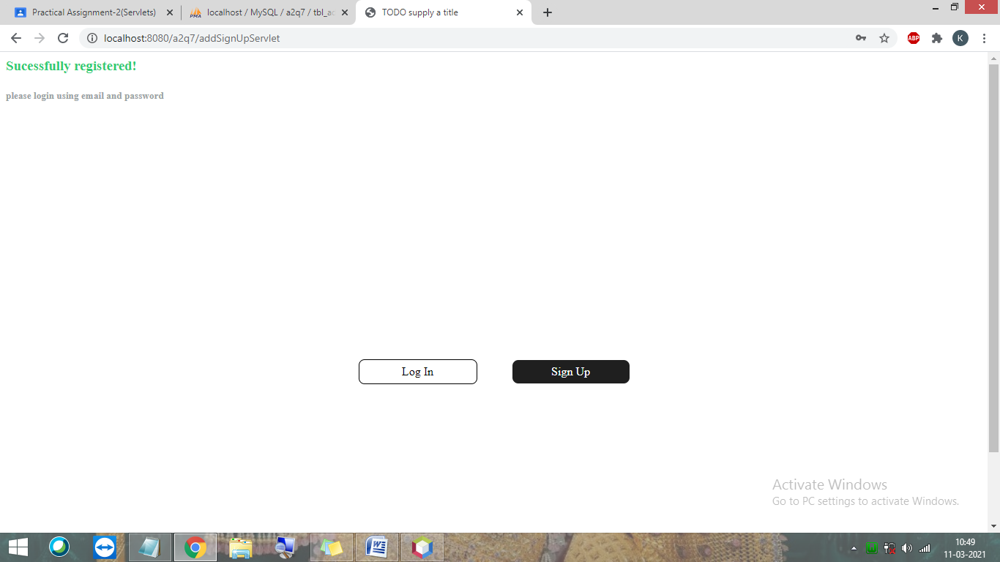 Practical Assignment-2(Servlets)
localhost / MySQL / a2q7 / tbl_ac
TODO supply a title
localhost:8080/a2q7/addSignUpServlet
ABP
K
Sucessfully registered!
please login using email and password
Log In
Sign Up
Activate Windows
Go to PC settings to activate Windows.
10:49
11-03-2021